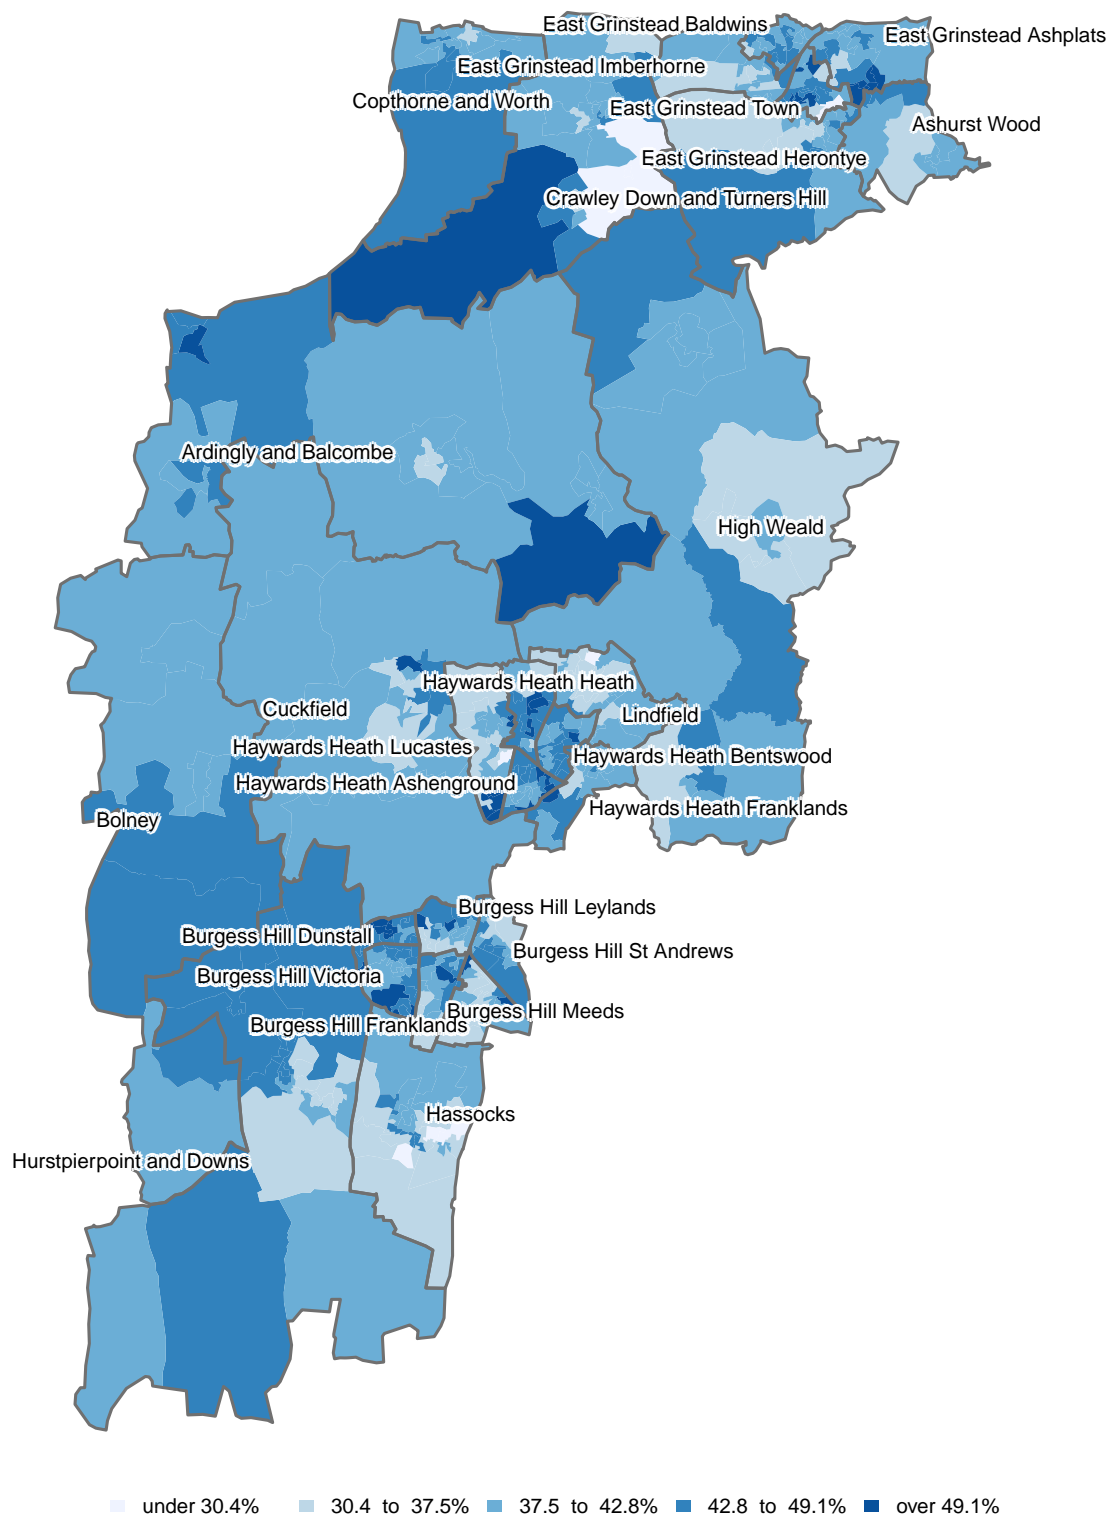 East Grinstead Baldwins
East Grinstead Ashplats
East Grinstead Imberhorne
Copthorne and Worth
East Grinstead Town
Ashurst Wood
East Grinstead Herontye
Crawley Down and Turners Hill
Ardingly and Balcombe
High Weald
Haywards Heath Heath
Cuckfield
Lindfield
Haywards Heath Lucastes
Haywards Heath Bentswood
Haywards Heath Ashenground
Haywards Heath Franklands
Bolney
Burgess Hill Leylands
Burgess Hill Dunstall
Burgess Hill St Andrews
Burgess Hill Victoria
Burgess Hill Meeds
Burgess Hill Franklands
Hassocks
Hurstpierpoint and Downs
under 30.4% 30.4 to 37.5% 37.5 to 42.8% 42.8 to 49.1% over 49.1%